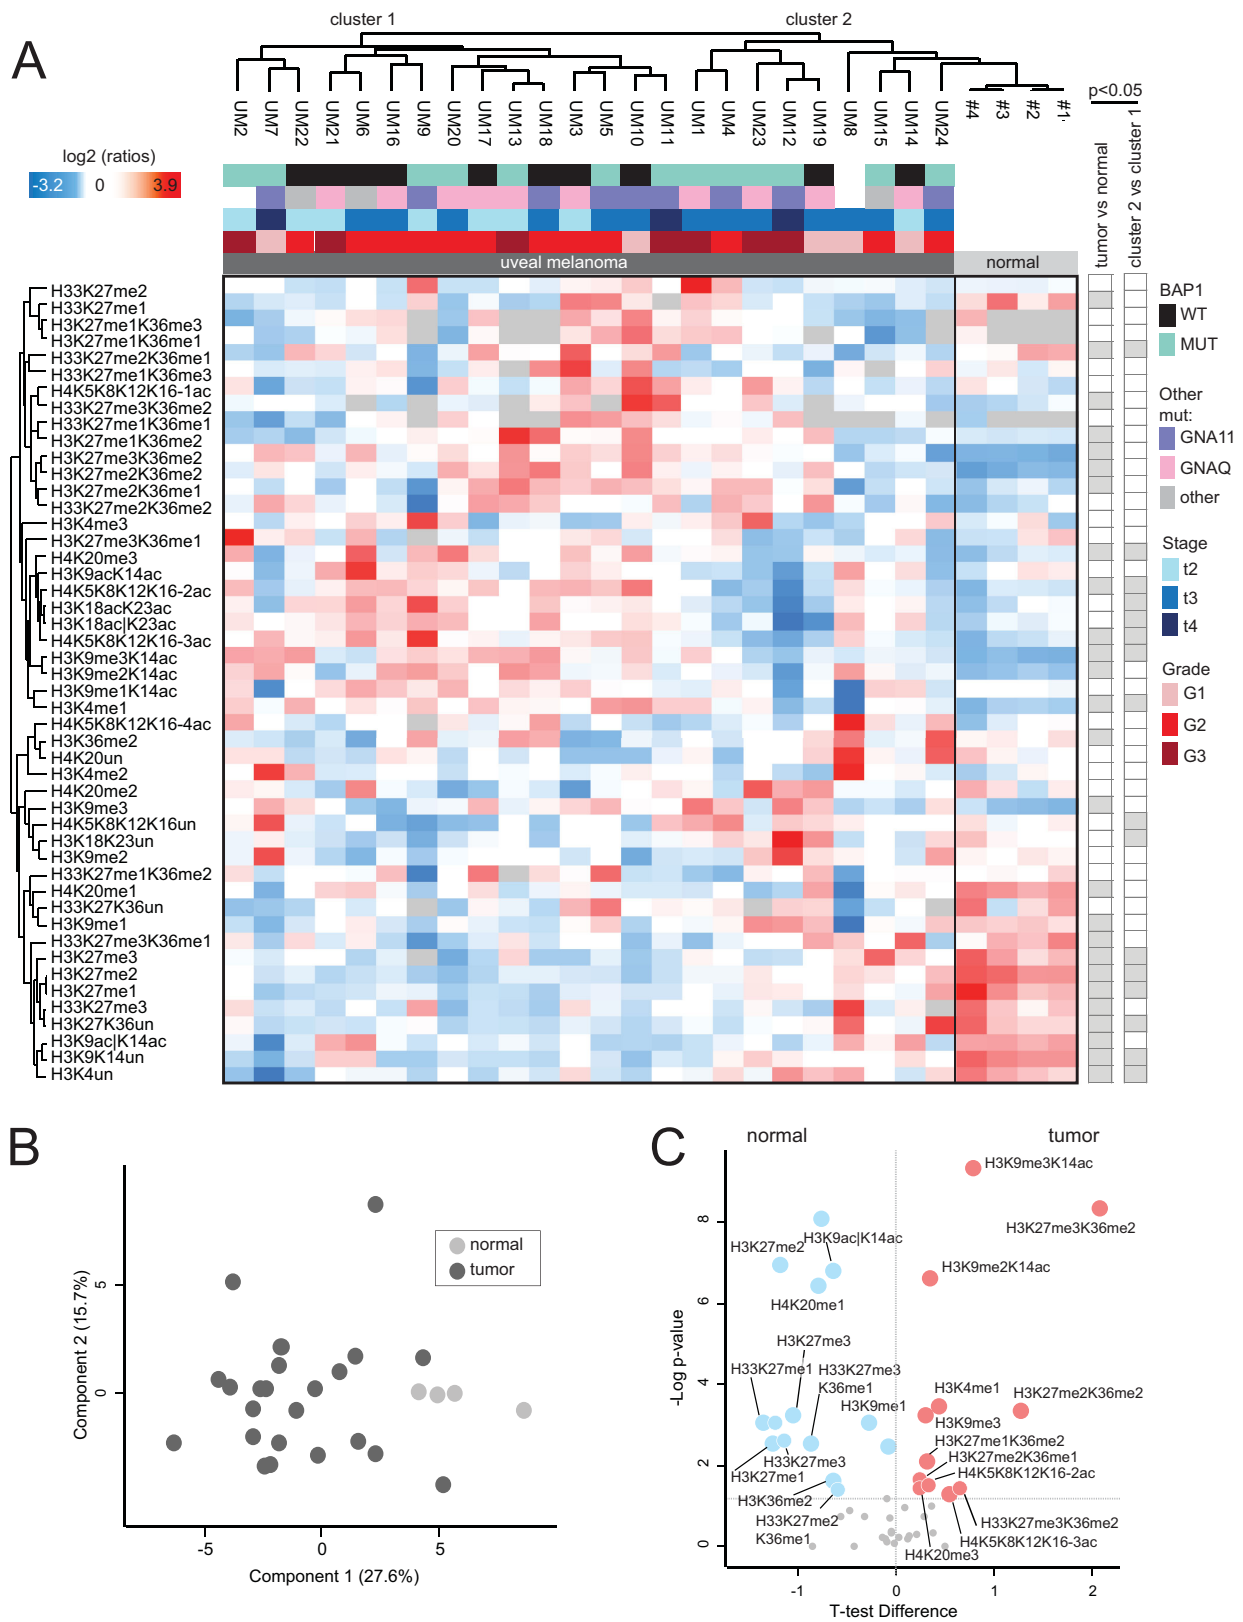 A
cluster 1
cluster 2
p<0.05
UM2
UM7
UM22
UM21
UM6
UM16
UM9
UM20
UM17
UM13
UM18
UM3
UM5
UM10
UM11
UM1
UM4
UM23
UM12
UM19
UM8
UM15
UM14
UM24
#4
#3
#2
#1.
tumor vs normal
cluster 2 vs cluster 1
log2 (ratios)
-3.2 0 3.9
uveal melanoma
normal
H33K27me2
H33K27me1
H3K27me1K36me3
H3K27me1K36me1
H33K27me2K36me1
H33K27me1K36me3
H4K5K8K12K16-1ac
H33K27me3K36me2
H33K27me1K36me1
H3K27me1K36me2
H3K27me3K36me2
H3K27me2K36me2
H3K27me2K36me1
H33K27me2K36me2
H3K4me3
H3K27me3K36me1
H4K20me3
H3K9acK14ac
H4K5K8K12K16-2ac
H3K18acK23ac
H3K18ac|K23ac
H4K5K8K12K16-3ac
H3K9me3K14ac
H3K9me2K14ac
H3K9me1K14ac
H3K4me1
H4K5K8K12K16-4ac
H3K36me2
H4K20un
H3K4me2
H4K20me2
H3K9me3
H4K5K8K12K16un
H3K18K23un
H3K9me2
H33K27me1K36me2
H4K20me1
H33K27K36un
H3K9me1
H33K27me3K36me1
H3K27me3
H3K27me2
H3K27me1
H33K27me3
H3K27K36un
H3K9ac|K14ac
H3K9K14un
H3K4un
BAP1
WT
MUT
Other
mut:
GNA11
GNAQ
other
Stage
t2
t3
t4
Grade
G1
G2
G3
B
normal
tumor
Component 2 (15.7%)
5
0
-5
0
5
Component 1 (27.6%)
C
normal
tumor
H3K9me3K14ac
H3K27me3K36me2
H3K27me2
H3K9ac|K14ac
H3K9me2K14ac
H4K20me1
H3K27me3
H33K27me1
H33K27me3
K36me1
H3K9me1
H3K4me1
H3K27me2K36me2
H3K9me3
H3K27me1K36me2
H3K27me2K36me1
H4K5K8K12K16-2ac
H33K27me3
H3K27me1
H3K36me2
H33K27me2
K36me1
H33K27me3K36me2
H4K5K8K12K16-3ac
H4K20me3
-Log p-value
8
6
4
2
0
-1
0
1
2
T-test Difference